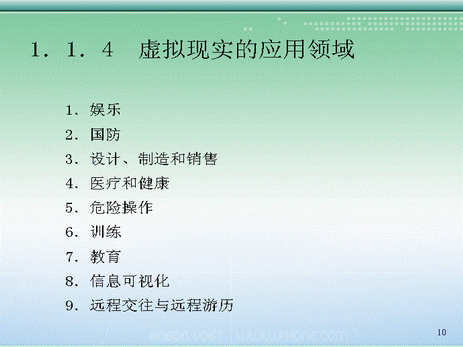 1．1．4 虚拟现实的应用领域
1．娱乐
2．国防
3．设计、制造和销售
4．医疗和健康
5．危险操作
6．训练
7．教育
8．信息可视化
9．远程交往与远程游历
10